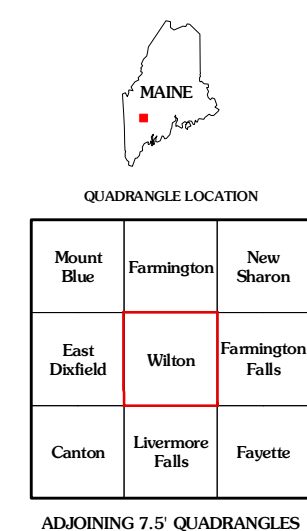 MAINE
QUADRANGLE LOCATION
Mount
Blue
Farmington
New
Sharon
East
Dixfield
Wilton
Farmington
Falls
Canton
Livermore
Falls
Fayette
ADJOINING 7.5' QUADRANGLES